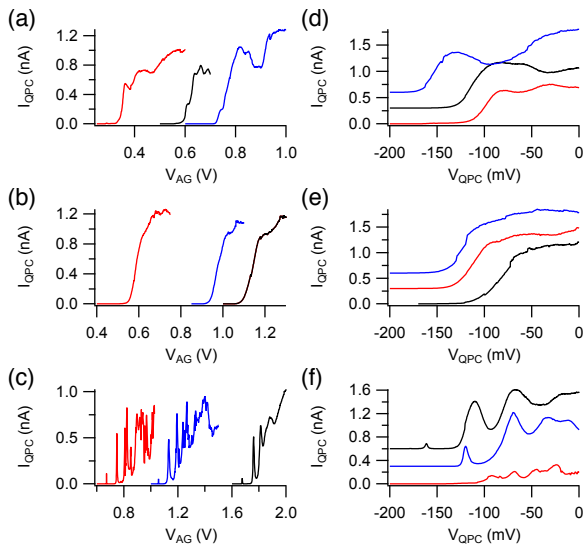 (a)
I_QPC (nA)
1.2
0.8
0.4
0.0
0.4 0.6 0.8 1.0
V_AG (V)
(d)
I_QPC (nA)
1.5
1.0
0.5
0.0
-200 -150 -100 -50 0
V_QPC (mV)
(b)
I_QPC (nA)
1.2
0.8
0.4
0.0
0.4 0.6 0.8 1.0 1.2
V_AG (V)
(e)
I_QPC (nA)
1.5
1.0
0.5
0.0
-200 -150 -100 -50 0
V_QPC (mV)
(c)
I_QPC (nA)
1.0
0.5
0.0
0.8 1.2 1.6 2.0
V_AG (V)
(f)
I_QPC (nA)
1.6
1.2
0.8
0.4
0.0
-200 -150 -100 -50 0
V_QPC (mV)